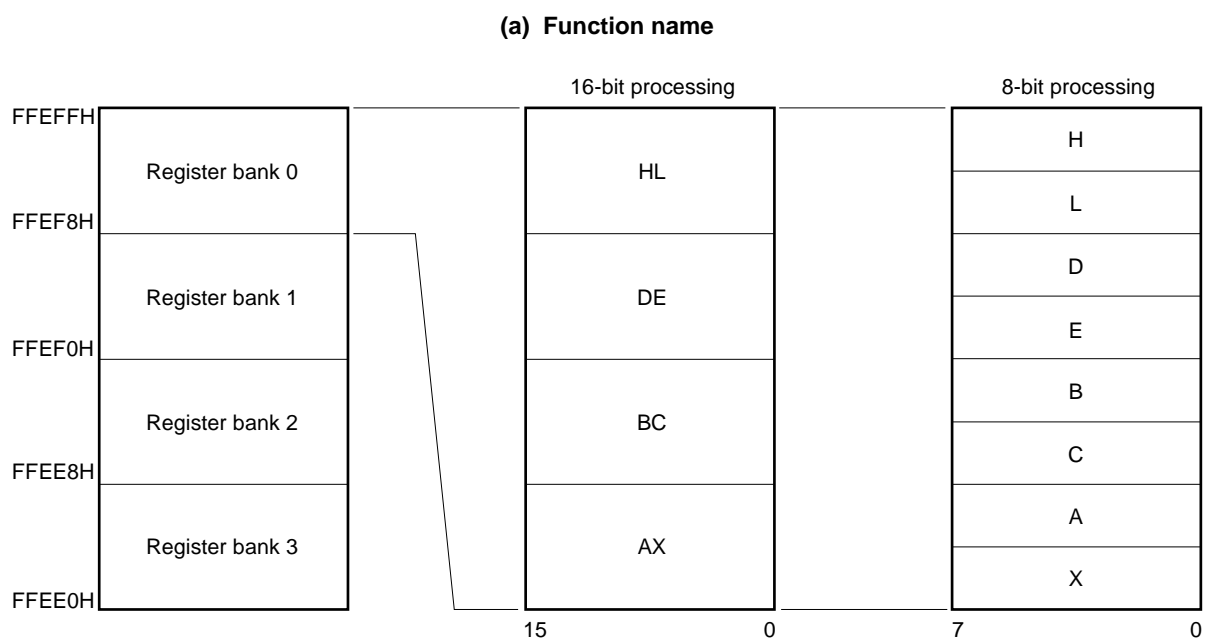 (a) Function name
16-bit processing 8-bit processing
FFEFFH
Register bank 0 HL H
L
FFEF8H
Register bank 1 DE D
E
FFEF0H
Register bank 2 BC B
C
FFEE8H
Register bank 3 AX A
X
FFEE0H
15 0 7 0